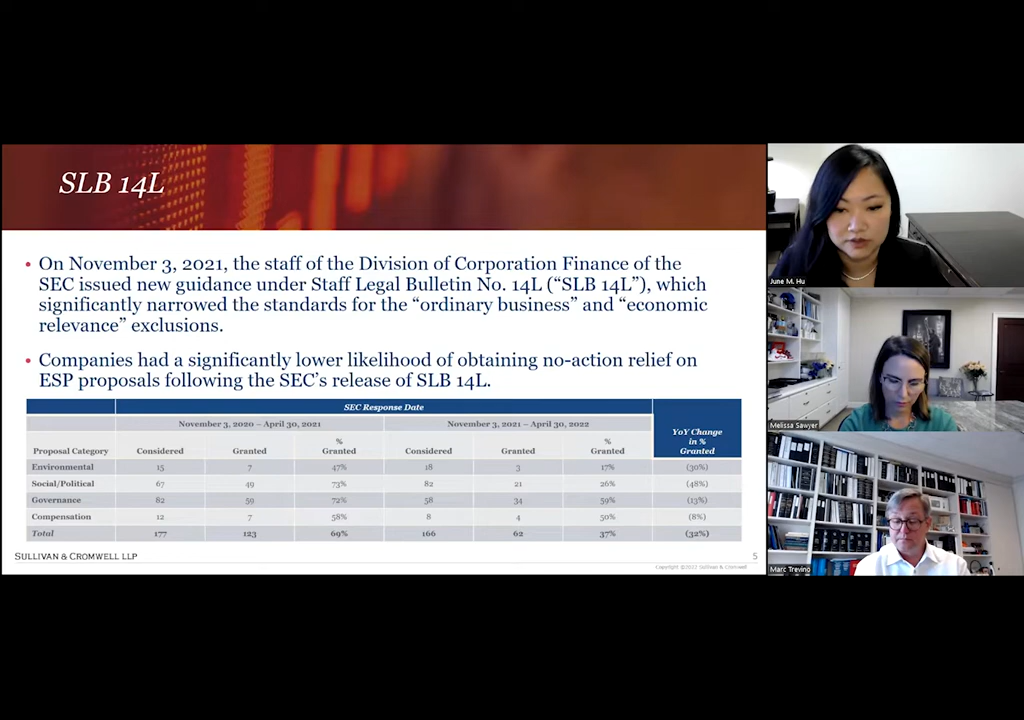 SLB 14L
• On November 3, 2021, the staff of the Division of Corporation Finance of the
SEC issued new guidance under Staff Legal Bulletin No. 14L (“SLB 14L”), which
significantly narrowed the standards for the “ordinary business” and “economic
relevance” exclusions.
• Companies had a significantly lower likelihood of obtaining no-action relief on
ESP proposals following the SEC’s release of SLB 14L.
SEC Response Date
November 3, 2020 – April 30, 2021 November 3, 2021 – April 30, 2022 YoY Change in % Granted
Proposal Category Considered Granted % Granted Considered Granted % Granted
Environmental 15 7 47% 18 3 17% (30%)
Social/Political 67 49 73% 82 21 26% (48%)
Governance 82 59 72% 58 34 59% (13%)
Compensation 12 7 58% 8 4 50% (8%)
Total 177 123 69% 166 62 37% (32%)
SULLIVAN & CROMWELL LLP 5
Copyright ©2022 Sullivan & Cromwell
June M. Hu
Melissa Sawyer
Marc Trevino